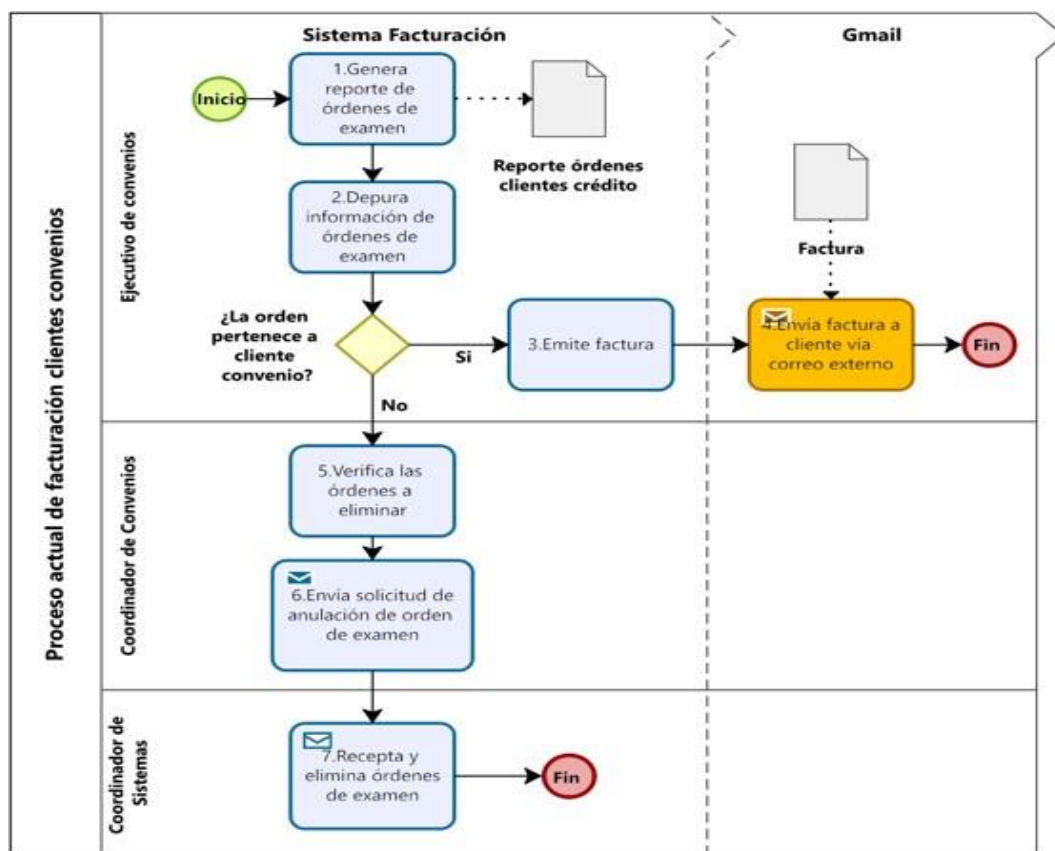 Proceso actual de facturación clientes convenios
Sistema Facturación
Gmail
Ejecutivo de convenios
Inicio
1.Genera
reporte de
órdenes de
examen
Reporte órdenes
clientes crédito
2.Depura
información de
órdenes de
examen
¿La orden
pertenece a
cliente
convenio?
Si
No
3.Emite factura
Factura
4.Envía factura a
cliente vía
correo externo
Fin
Coordinador de Convenios
5.Verifica las
órdenes a
eliminar
6.Envía solicitud de
anulación de orden
de examen
Coordinador de
Sistemas
7.Recepta y
elimina órdenes
de examen
Fin